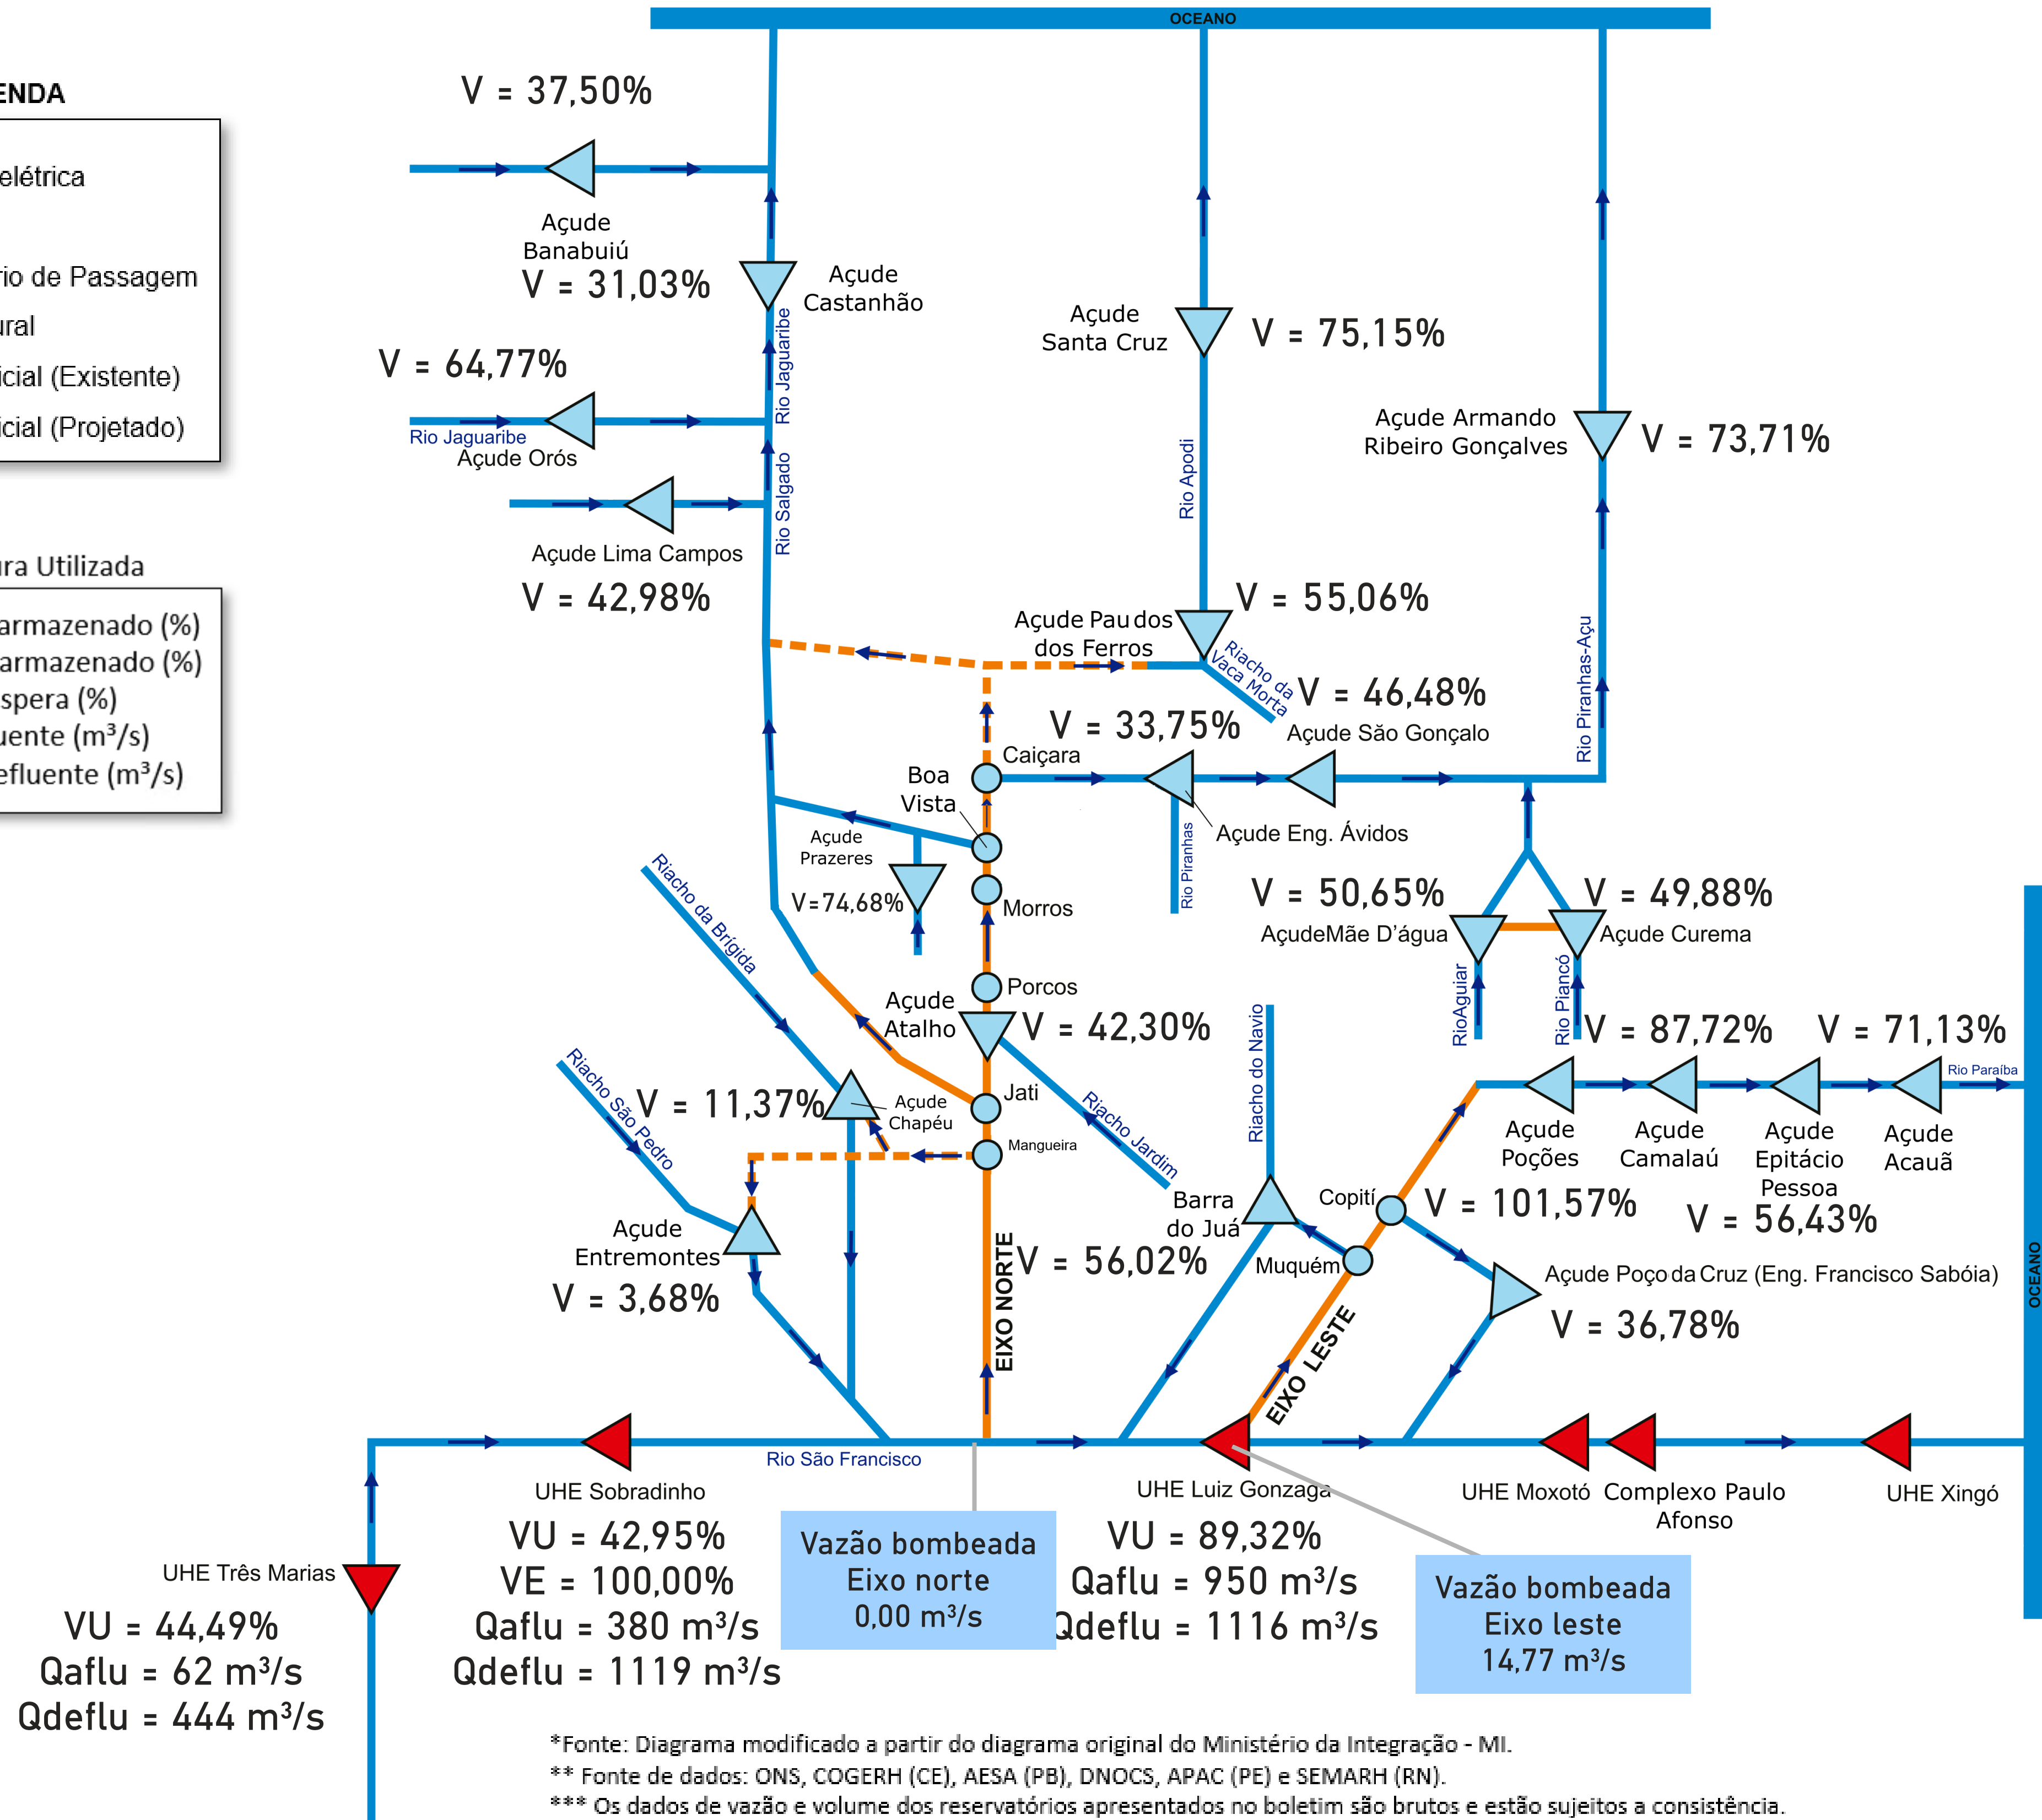 OCEANO
ENDA
elétrica
rio de Passagem
ural
icial (Existente)
icial (Projetado)
ura Utilizada
armazenado (%)
armazenado (%)
spera (%)
uente (m³/s)
efluente (m³/s)
V = 37,50%
Açude
Banabuiú
V = 31,03%
Açude
Castanhão
Rio Jaguaribe
V = 64,77%
Rio Jaguaribe
Açude Orós
Rio Salgado
Açude Lima Campos
V = 42,98%
Açude
Santa Cruz
V = 75,15%
Rio Apodi
Açude Armando
Ribeiro Gonçalves
V = 73,71%
Açude Pau dos
dos Ferros
V = 55,06%
Riacho da
Vaca Morta
Rio Piranhas-Açu
V = 46,48%
Açude São Gonçalo
V = 33,75%
Caiçara
Boa
Vista
Açude Eng. Ávidos
Rio Piranhas
Açude
Prazeres
V = 74,68%
Morros
Riacho da Brígida
V = 50,65%
AçudeMãe D'água
V = 49,88%
Açude Curema
RioAguiar
Rio Piancó
Porcos
Açude
Atalho
V = 42,30%
Riacho do Navio
V = 87,72%
V = 71,13%
Rio Paraíba
Riacho São Pedro
V = 11,37%
Açude
Chapéu
Jati
Mangueira
Riacho Jardim
Açude
Poções
Açude
Camalaú
Açude
Epitácio
Pessoa
Açude
Acauã
V = 101,57%
V = 56,43%
Barra
do Juá
Copití
Açude
Entremontes
V = 3,68%
EIXO NORTE
V = 56,02%
Muquém
Açude Poço da Cruz (Eng. Francisco Sabóia)
V = 36,78%
OCEANO
EIXO LESTE
Rio São Francisco
UHE Sobradinho
VU = 42,95%
VE = 100,00%
Qaflu = 380 m³/s
Qdeflu = 1119 m³/s
Vazão bombeada
Eixo norte
0,00 m³/s
UHE Luiz Gonzaga
VU = 89,32%
Qaflu = 950 m³/s
Qdeflu = 1116 m³/s
Vazão bombeada
Eixo leste
14,77 m³/s
UHE Moxotó
Complexo Paulo
Afonso
UHE Xingó
UHE Três Marias
VU = 44,49%
Qaflu = 62 m³/s
Qdeflu = 444 m³/s
*Fonte: Diagrama modificado a partir do diagrama original do Ministério da Integração - MI.
** Fonte de dados: ONS, COGERH (CE), AESA (PB), DNOCS, APAC (PE) e SEMARH (RN).
*** Os dados de vazão e volume dos reservatórios apresentados no boletim são brutos e estão sujeitos a consistência.